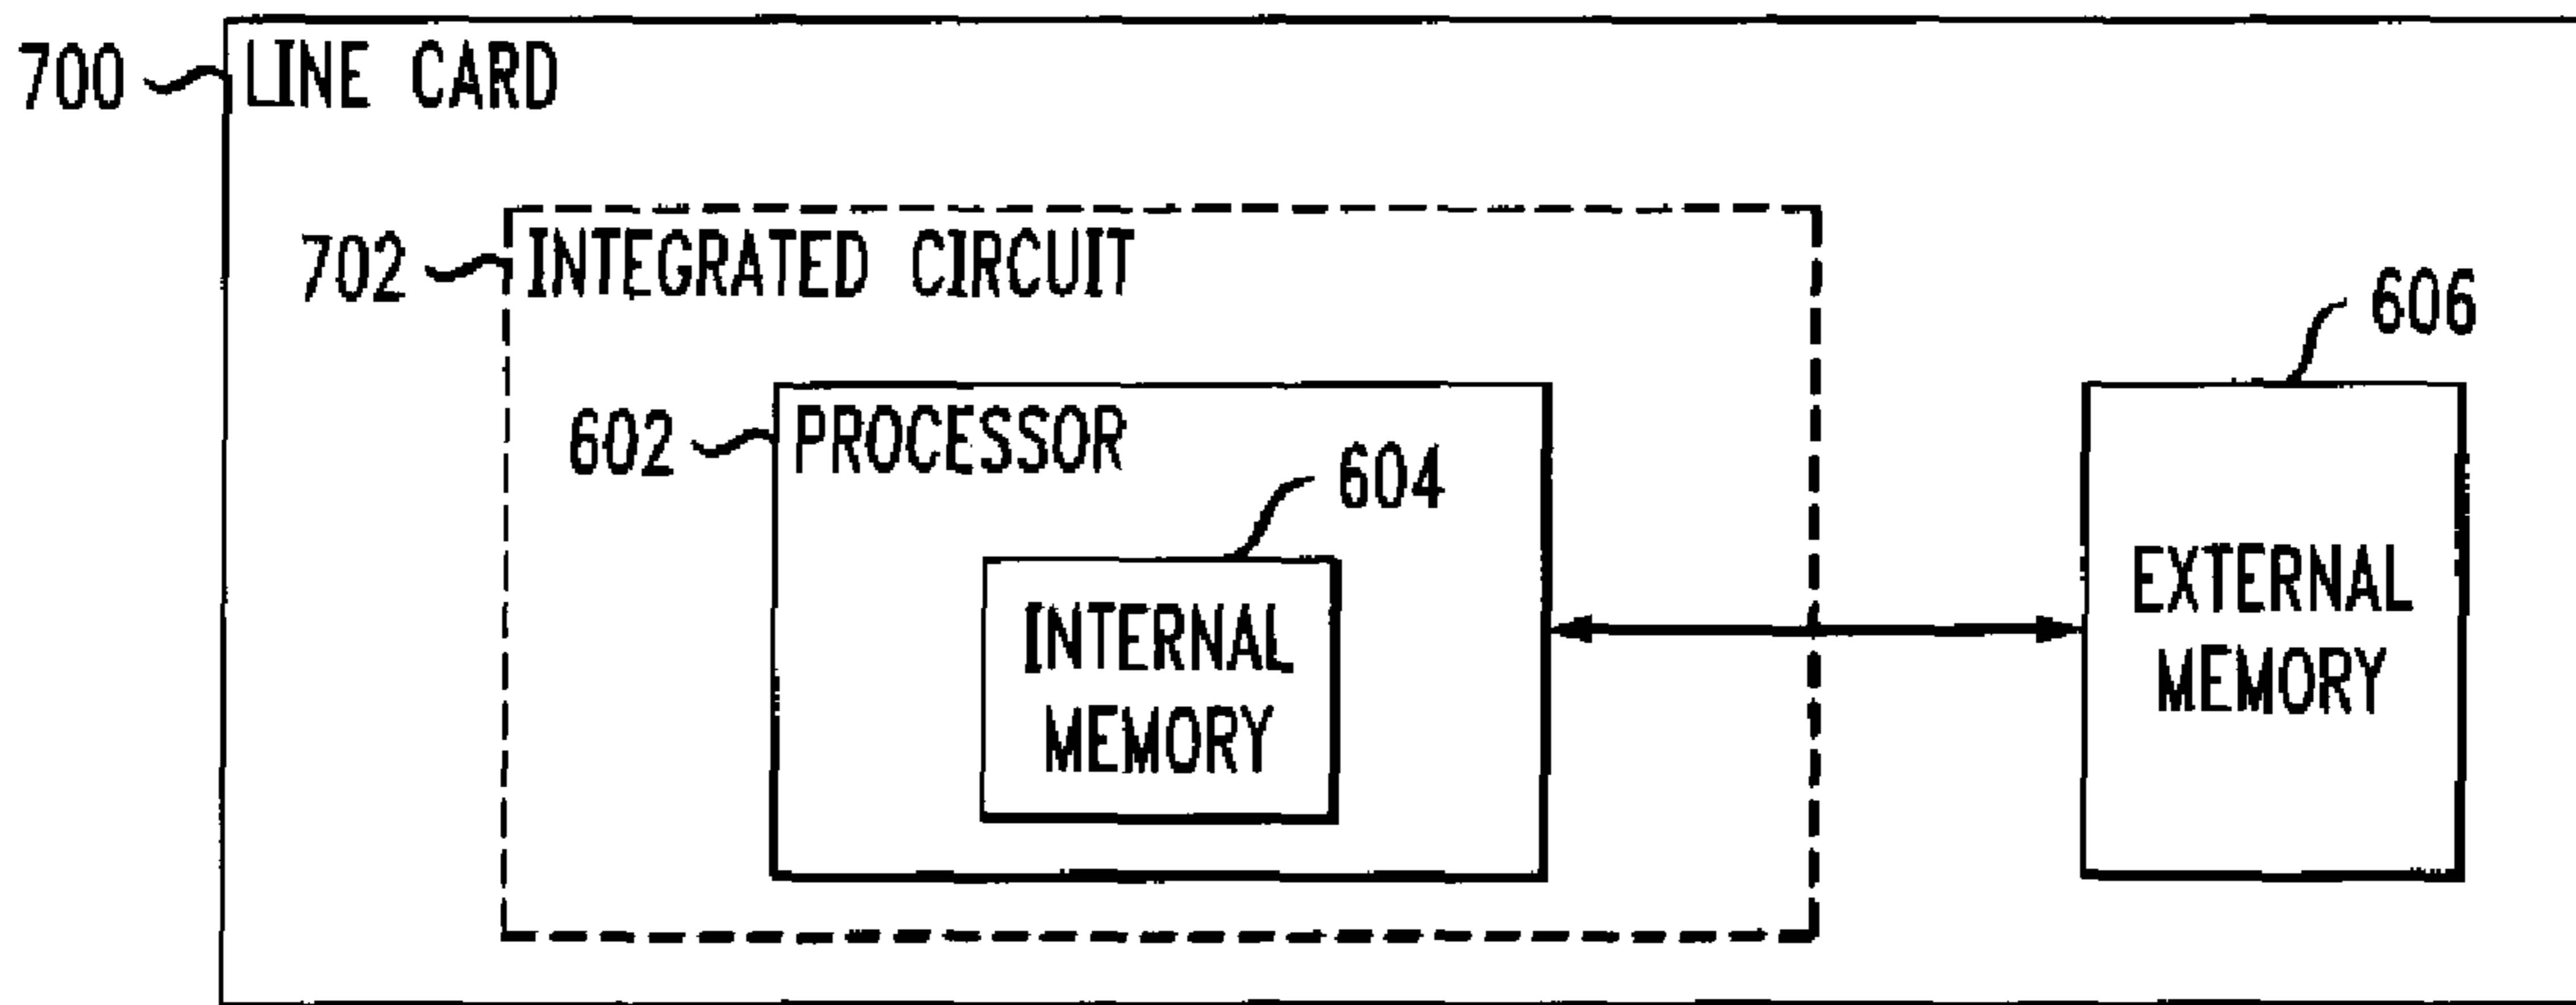 700 LINE CARD
702 INTEGRATED CIRCUIT
606
602 PROCESSOR
604
INTERNAL
MEMORY
EXTERNAL
MEMORY